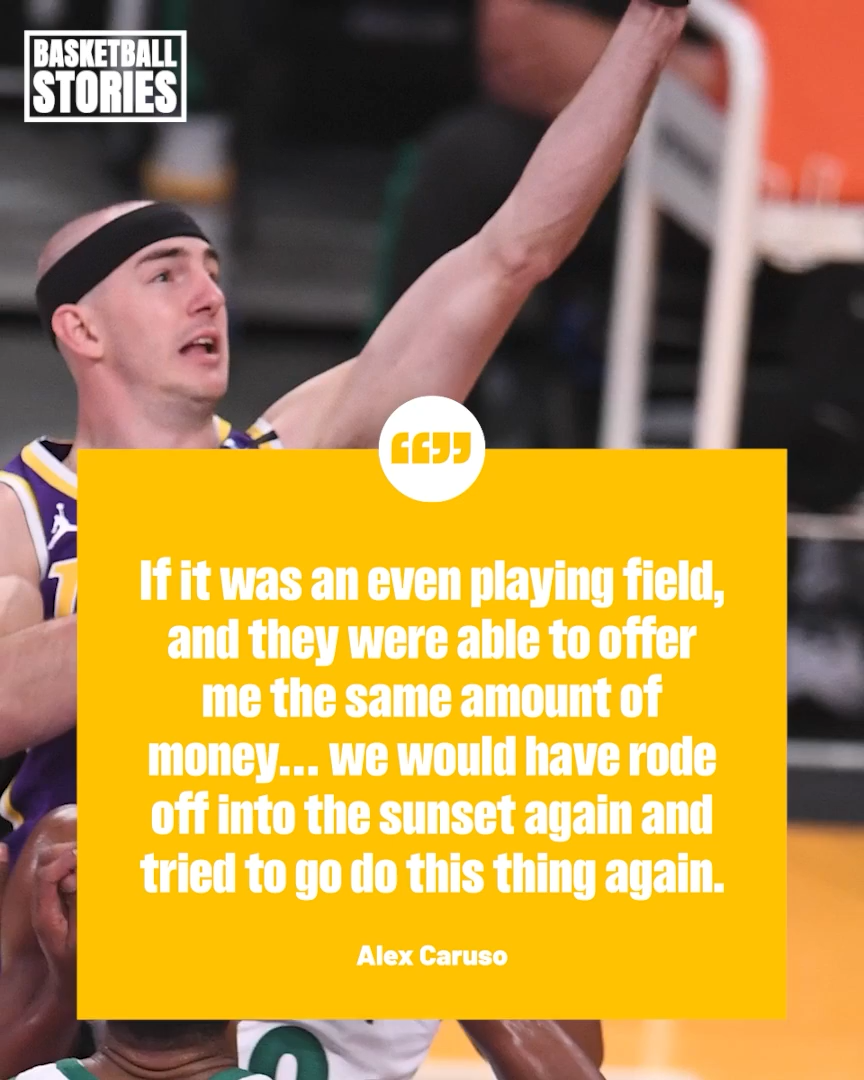 BASKETBALL
STORIES
If it was an even playing field,
and they were able to offer
me the same amount of
money... we would have rode
off into the sunset again and
tried to go do this thing again.
Alex Caruso